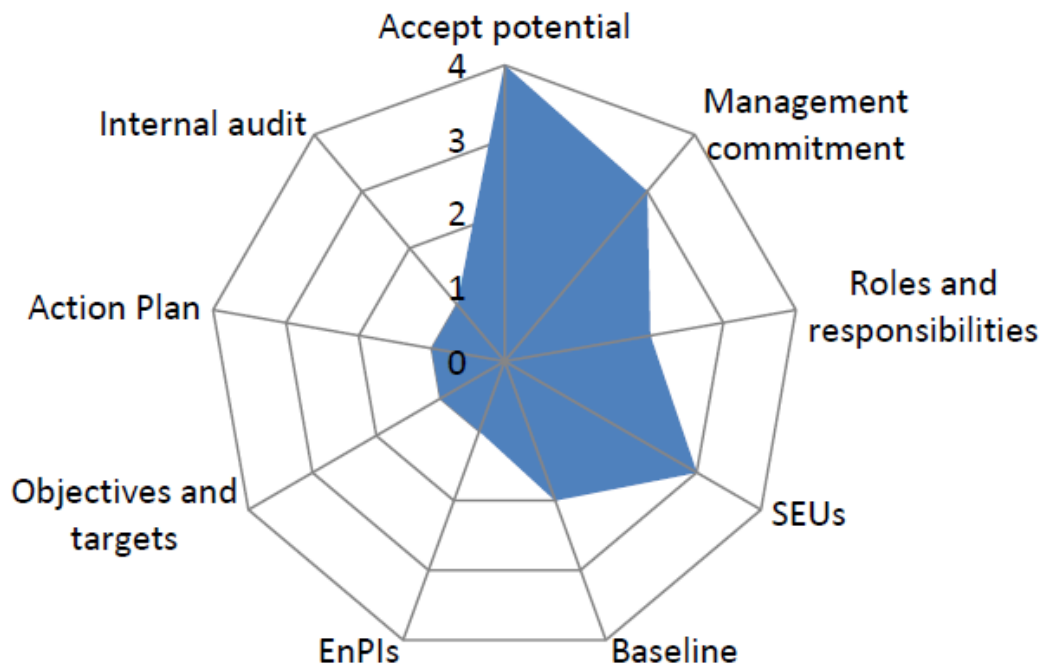 Accept potential
4
3
2
1
0
Management
commitment
Roles and
responsibilities
SEUs
Baseline
EnPIs
Objectives and
targets
Action Plan
Internal audit